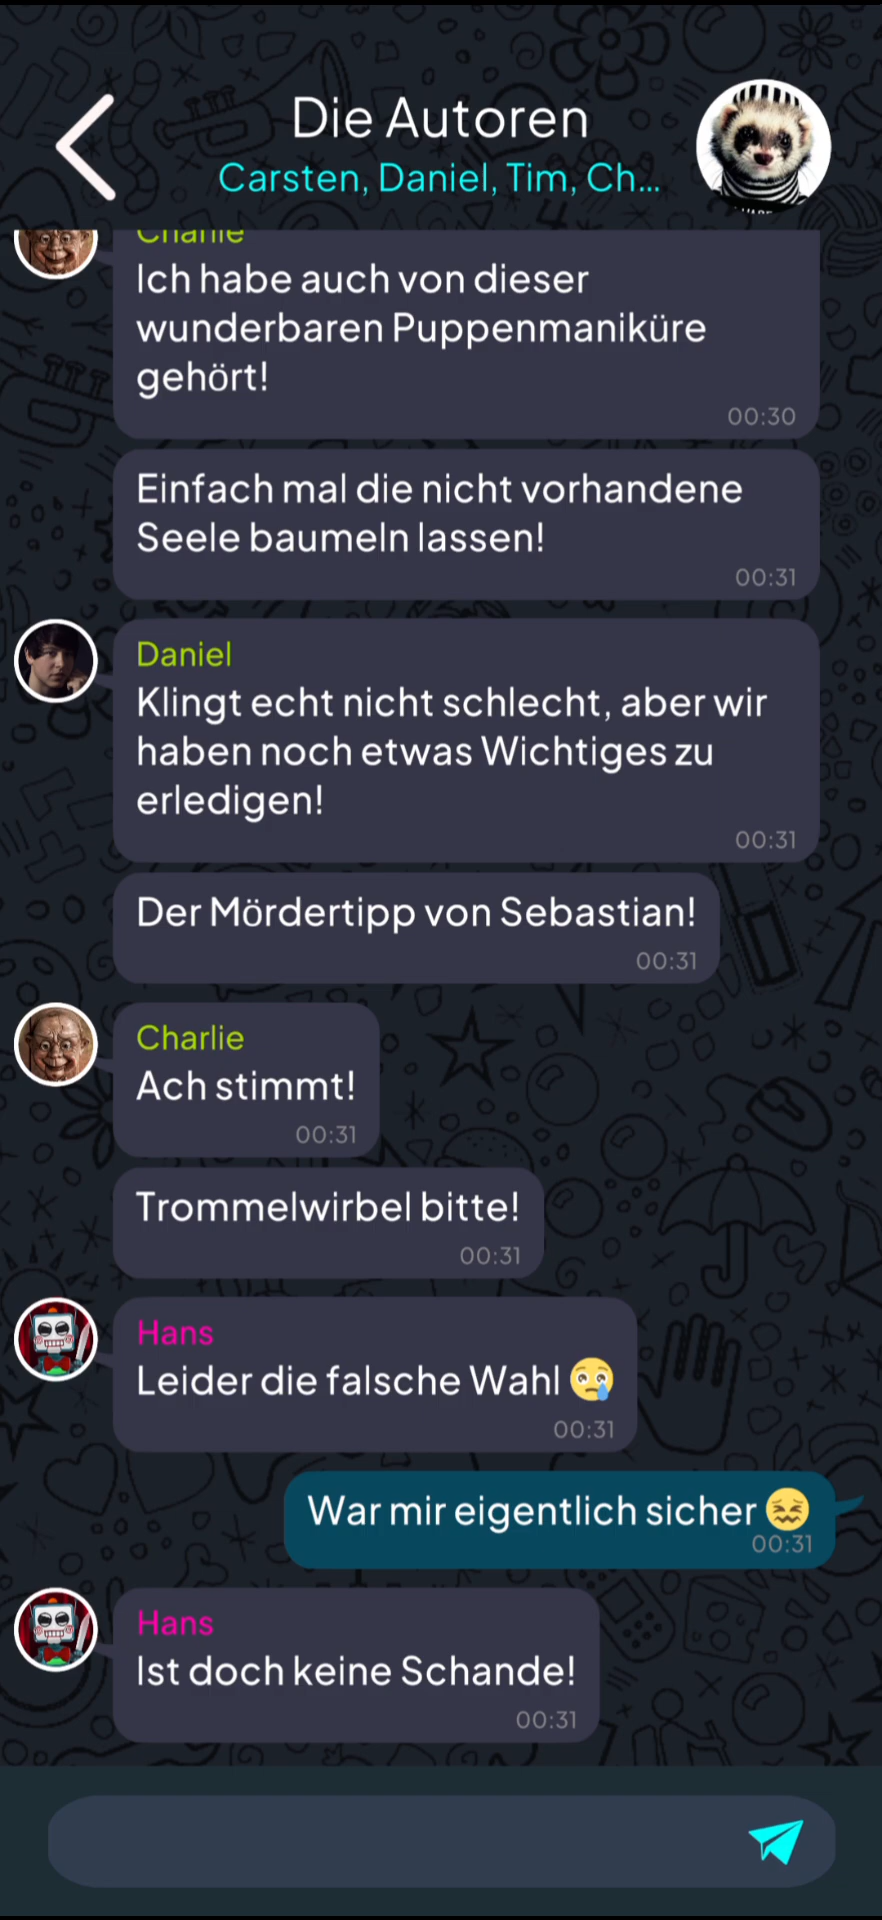 Die Autoren
Carsten, Daniel, Tim, Ch...
Charlie
Ich habe auch von dieser
wunderbaren Puppenmaniküre
gehört!
00:30
Einfach mal die nicht vorhandene
Seele baumeln lassen!
00:31
Daniel
Klingt echt nicht schlecht, aber wir
haben noch etwas Wichtiges zu
erledigen!
00:31
Der Mördertipp von Sebastian!
00:31
Charlie
Ach stimmt!
00:31
Trommelwirbel bitte!
00:31
Hans
Leider die falsche Wahl 😢
00:31
War mir eigentlich sicher 😖
00:31
Hans
Ist doch keine Schande!
00:31